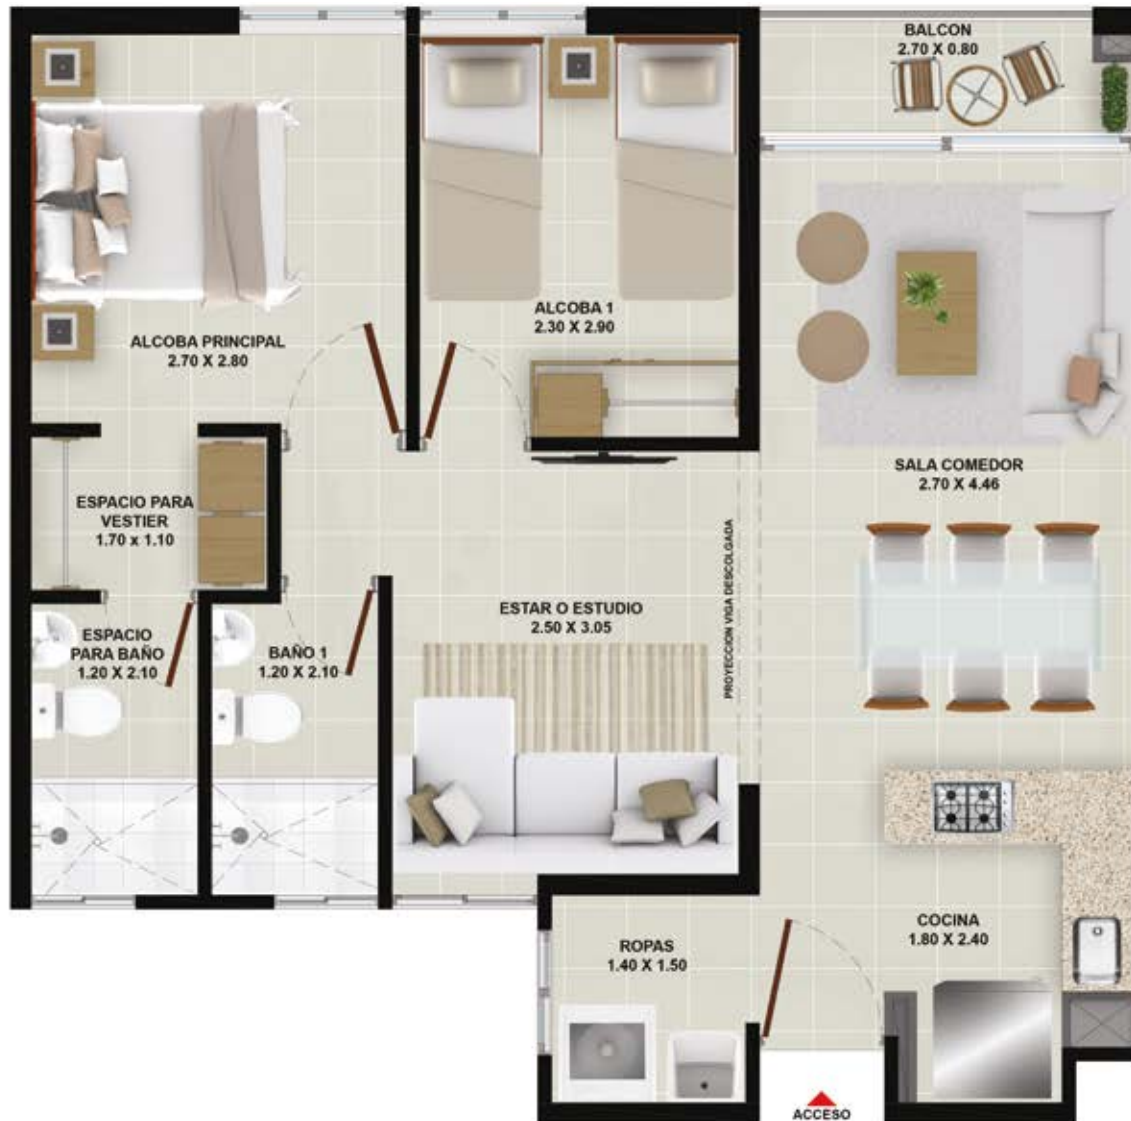 BALCON
2.70 X 0.80
ALCOBA 1
2.30 X 2.90
ALCOBA PRINCIPAL
2.70 X 2.80
SALA COMEDOR
2.70 X 4.46
ESPACIO PARA
VESTIER
1.70 x 1.10
PROYECCION VIGA DESCOLGADA
ESTAR O ESTUDIO
2.50 X 3.05
ESPACIO
PARA BAÑO
1.20 X 2.10
BAÑO 1
1.20 X 2.10
COCINA
1.80 X 2.40
ROPAS
1.40 X 1.50
ACCESO